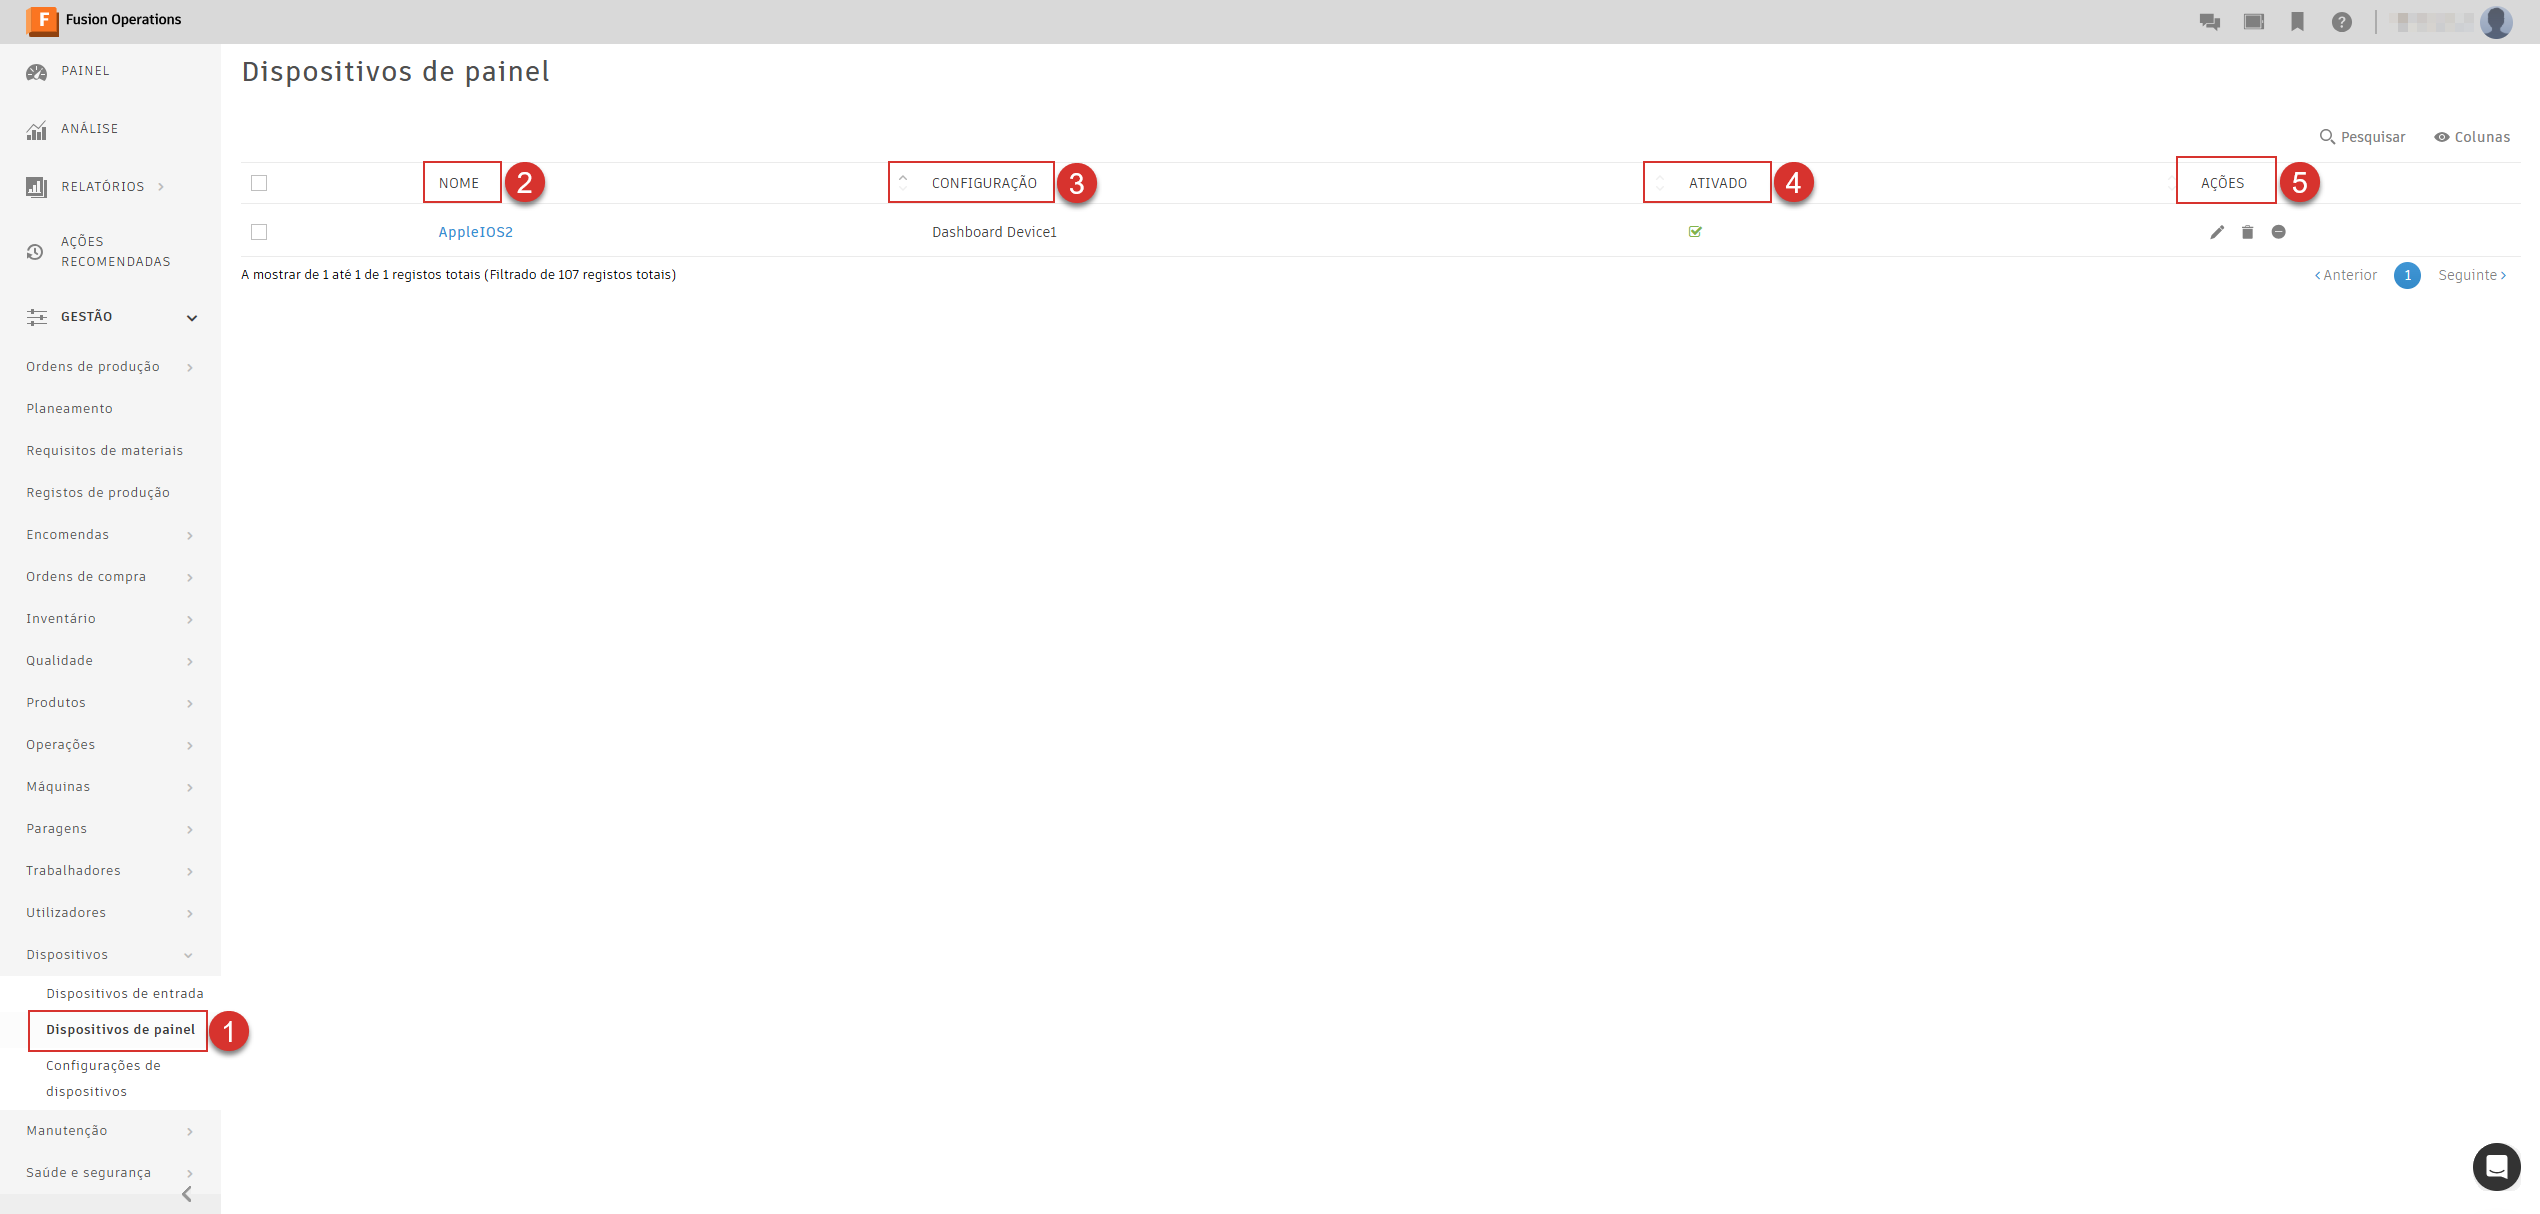 F Fusion Operations
?
PAINEL
ANÁLISE
RELATÓRIOS
AÇÕES
RECOMENDADAS
GESTÃO
Ordens de produção
Planeamento
Requisitos de materiais
Registos de produção
Encomendas
Ordens de compra
Inventário
Qualidade
Produtos
Operações
Máquinas
Paragens
Trabalhadores
Utilizadores
Dispositivos
Dispositivos de entrada
Dispositivos de painel 1
Configurações de
dispositivos
Manutenção
Saúde e segurança
Dispositivos de painel
Pesquisar Colunas
NOME 2 CONFIGURAÇÃO 3 ATIVADO 4 AÇÕES 5
AppleIOS2 Dashboard Device1
A mostrar de 1 até 1 de 1 registos totais (Filtrado de 107 registos totais)
Anterior 1 Seguinte